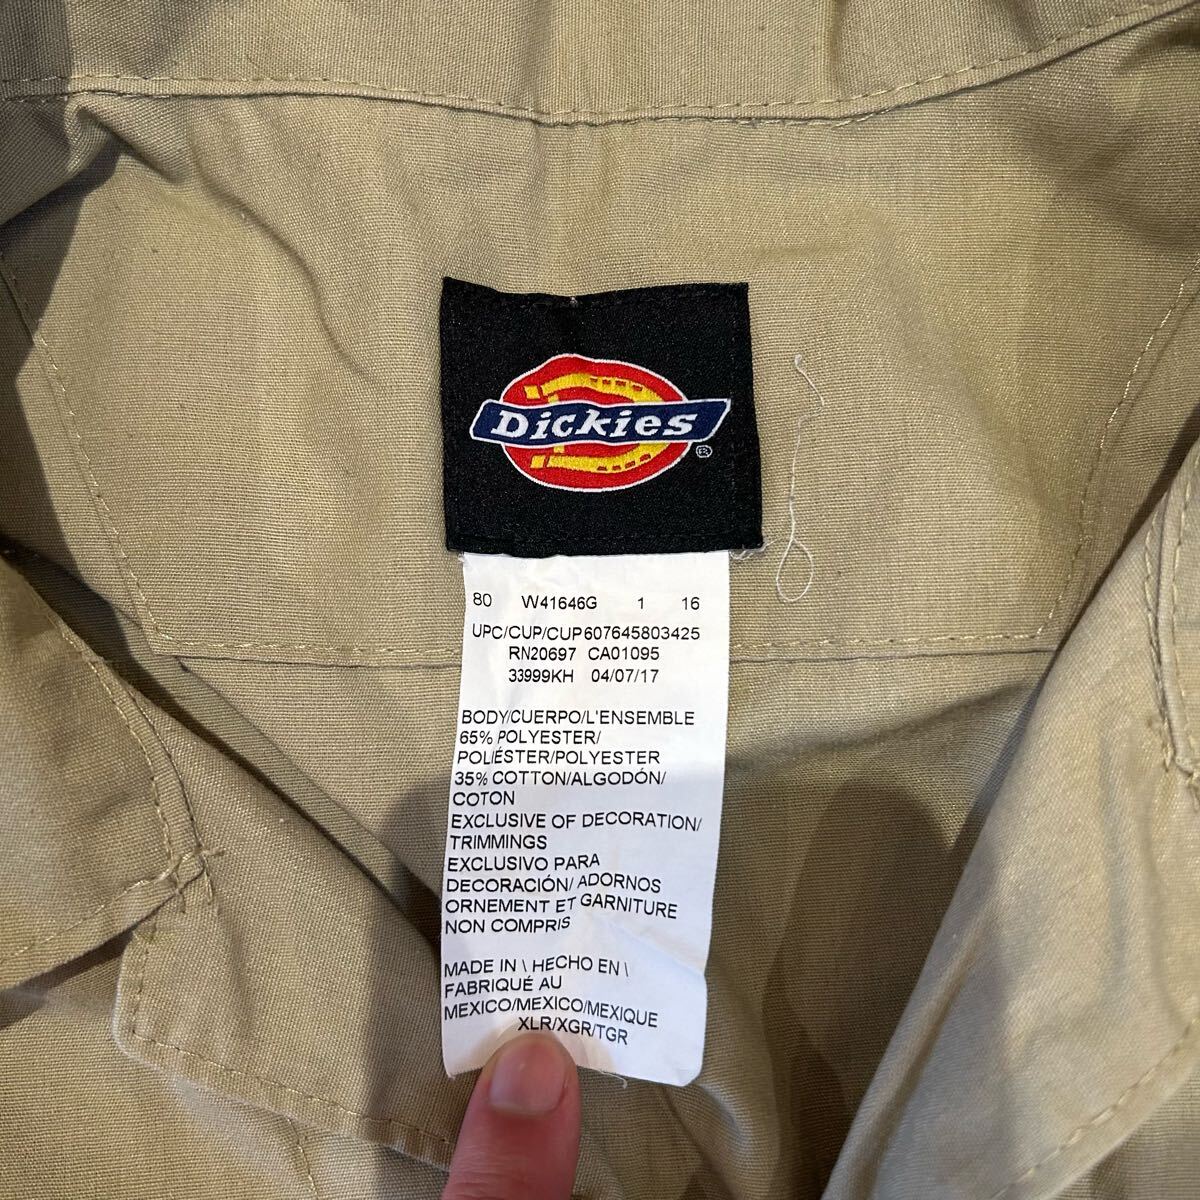 Dickies
®
80 W41646G 1 16
UPC/CUP/CUP607645803425
RN20697 CA01095
33999KH 04/07/17
BODY/CUERPO/L'ENSEMBLE
65% POLYESTER/
POLIÉSTER/POLYESTER
35% COTTON/ALGODÓN/
COTON
EXCLUSIVE OF DECORATION/
TRIMMINGS
EXCLUSIVO PARA
DECORACIÓN/ ADORNOS
ORNEMENT ET GARNITURE
NON COMPRIS
MADE IN \ HECHO EN \
FABRIQUÉ AU
MEXICO/MEXICO/MEXIQUE
XLR/XGR/TGR